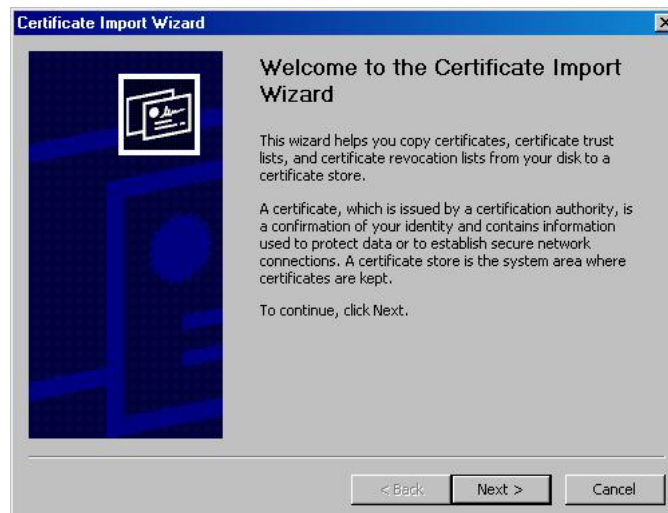 Certificate Import Wizard
Welcome to the Certificate Import
Wizard
This wizard helps you copy certificates, certificate trust
lists, and certificate revocation lists from your disk to a
certificate store.
A certificate, which is issued by a certification authority, is
a confirmation of your identity and contains information
used to protect data or to establish secure network
connections. A certificate store is the system area where
certificates are kept.
To continue, click Next.
< Back
Next >
Cancel